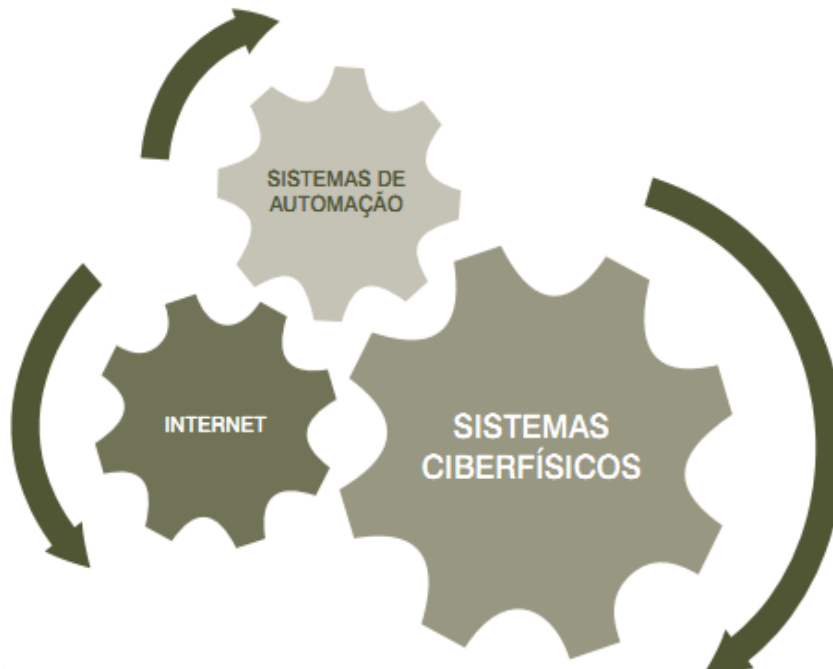 SISTEMAS DE
AUTOMAÇÃO
INTERNET
SISTEMAS
CIBERFÍSICOS